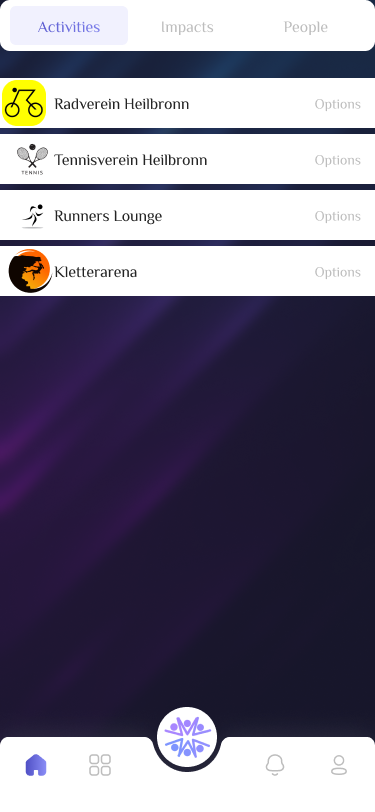 Activities Impacts People
Radverein Heilbronn Options
Tennisverein Heilbronn Options
TENNIS
Runners Lounge Options
Kletterarena Options